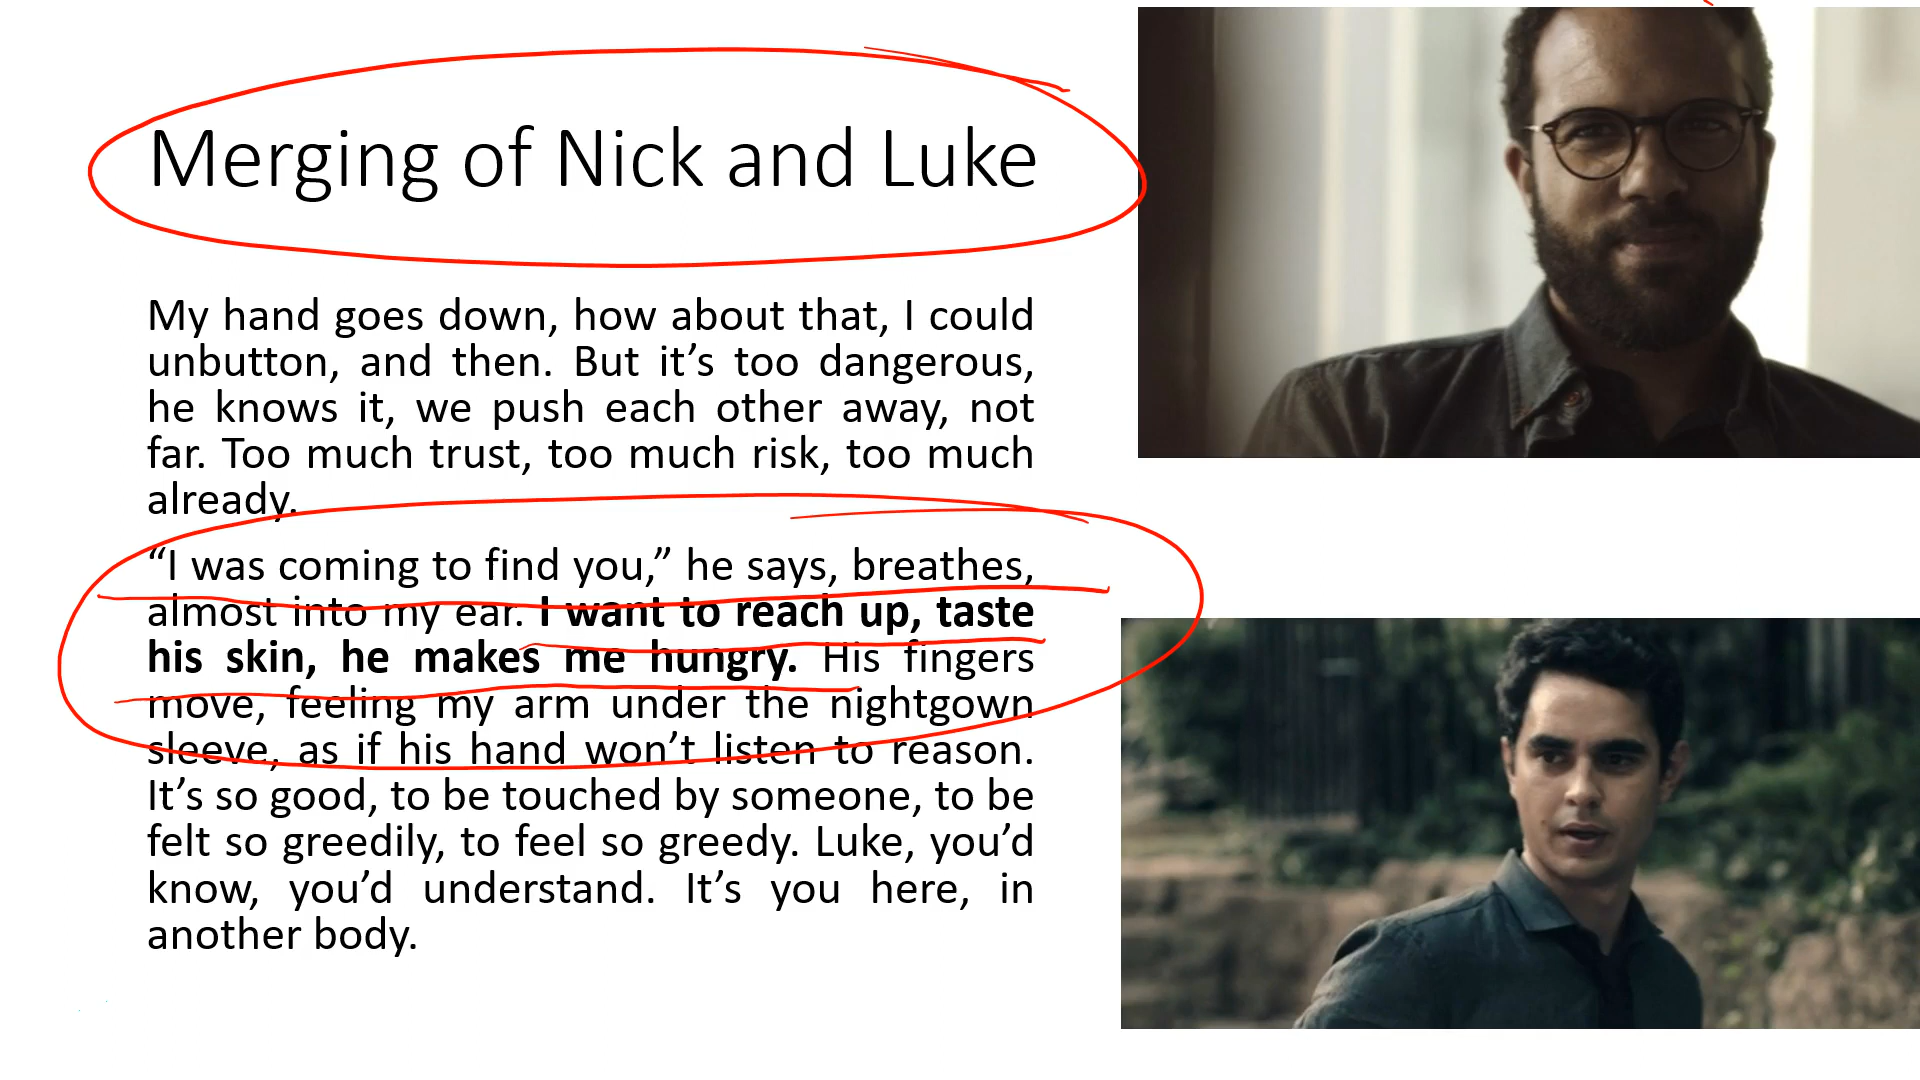 Merging of Nick and Luke
My hand goes down, how about that, I could
unbutton, and then. But it’s too dangerous,
he knows it, we push each other away, not
far. Too much trust, too much risk, too much
already.
“I was coming to find you,” he says, breathes,
almost into my ear. I want to reach up, taste
his skin, he makes me hungry. His fingers
move, feeling my arm under the nightgown
sleeve, as if his hand won’t listen to reason.
It’s so good, to be touched by someone, to be
felt so greedily, to feel so greedy. Luke, you’d
know, you’d understand. It’s you here, in
another body.